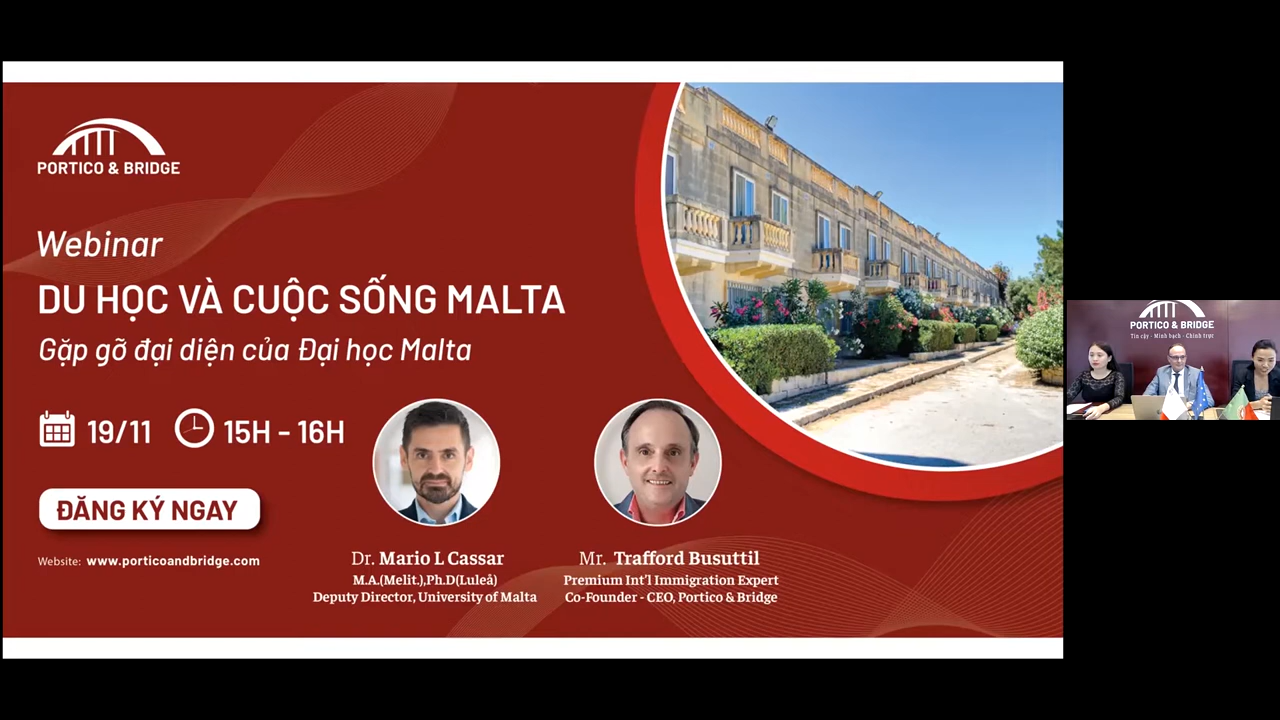 PORTICO & BRIDGE
Webinar
DU HỌC VÀ CUỘC SỐNG MALTA
Gặp gỡ đại diện của Đại học Malta
19/11 15H - 16H
ĐĂNG KÝ NGAY
Website: www.porticoandbridge.com
Dr. Mario L Cassar
M.A.(Melit.),Ph.D(Luleå)
Deputy Director, University of Malta
Mr. Trafford Busuttil
Premium Int'l Immigration Expert
Co-Founder - CEO, Portico & Bridge
PORTICO & BRIDGE
Tin cậy - Minh bạch - Chính trực